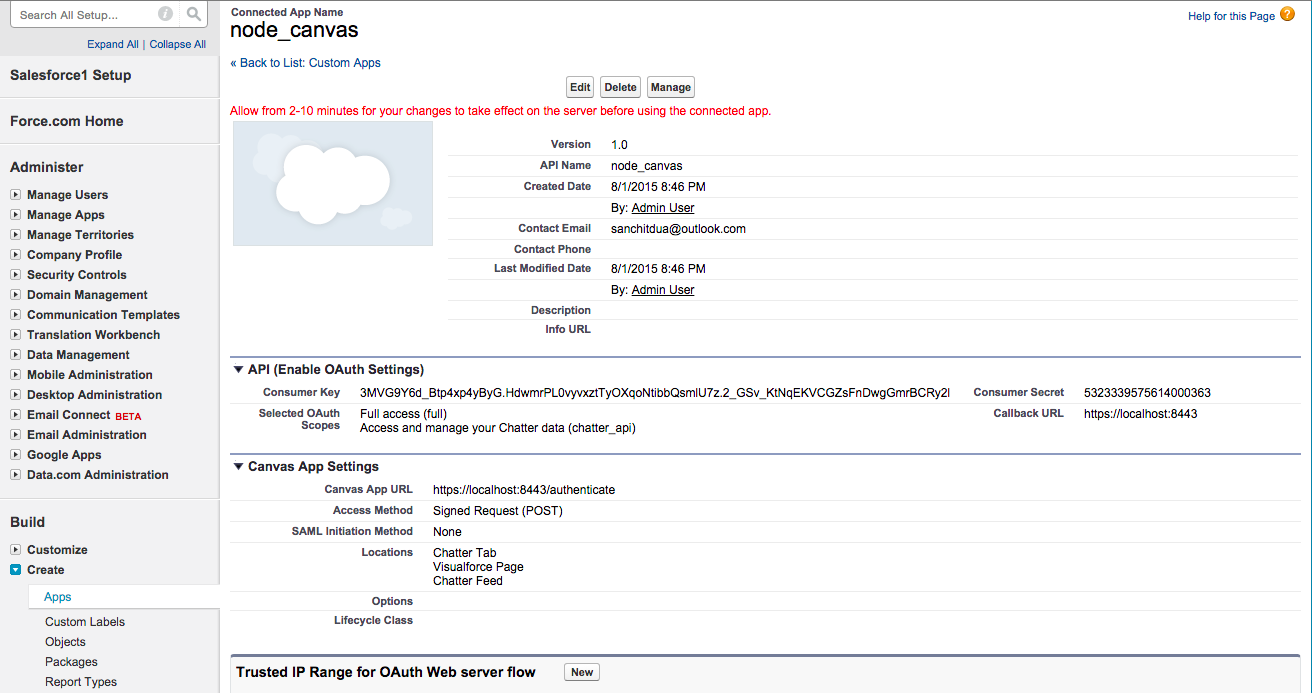 Search All Setup...
Expand All | Collapse All
Salesforce1 Setup
Force.com Home
Administer
Manage Users
Manage Apps
Manage Territories
Company Profile
Security Controls
Domain Management
Communication Templates
Translation Workbench
Data Management
Mobile Administration
Desktop Administration
Email Connect BETA
Email Administration
Google Apps
Data.com Administration
Build
Customize
Create
Apps
Custom Labels
Objects
Packages
Report Types
Connected App Name
node_canvas
Help for this Page ?
« Back to List: Custom Apps
Edit Delete Manage
Allow from 2-10 minutes for your changes to take effect on the server before using the connected app.
Version 1.0
API Name node_canvas
Created Date 8/1/2015 8:46 PM
By: Admin User
Contact Email sanchitdua@outlook.com
Contact Phone
Last Modified Date 8/1/2015 8:46 PM
By: Admin User
Description
Info URL
API (Enable OAuth Settings)
Consumer Key 3MVG9Y6d_Btp4xp4yByG.HdwmrPL0vyvxztTyOXqoNtibbQsmlU7z.2_GSv_KtNqEKVCGZsFnDwgGmrBCRy2l Consumer Secret 5323339575614000363
Selected OAuth Scopes Full access (full) Callback URL https://localhost:8443
Access and manage your Chatter data (chatter_api)
Canvas App Settings
Canvas App URL https://localhost:8443/authenticate
Access Method Signed Request (POST)
SAML Initiation Method None
Locations Chatter Tab
Visualforce Page
Chatter Feed
Options
Lifecycle Class
Trusted IP Range for OAuth Web server flow New